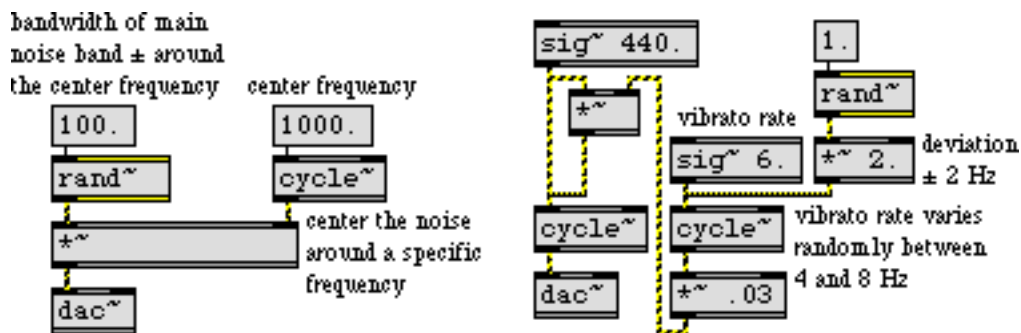 bandwidth of main
noise band ± around
the center frequency
center frequency
100.
1000.
rand~
cycle~
*~
center the noise
around a specific
frequency
dac~
sig~ 440.
1.
*~
rand~
vibrato rate
sig~ 6.
*~ 2.
deviation
± 2 Hz
cycle~
cycle~
vibrato rate varies
randomly between
4 and 8 Hz
dac~
*~ .03